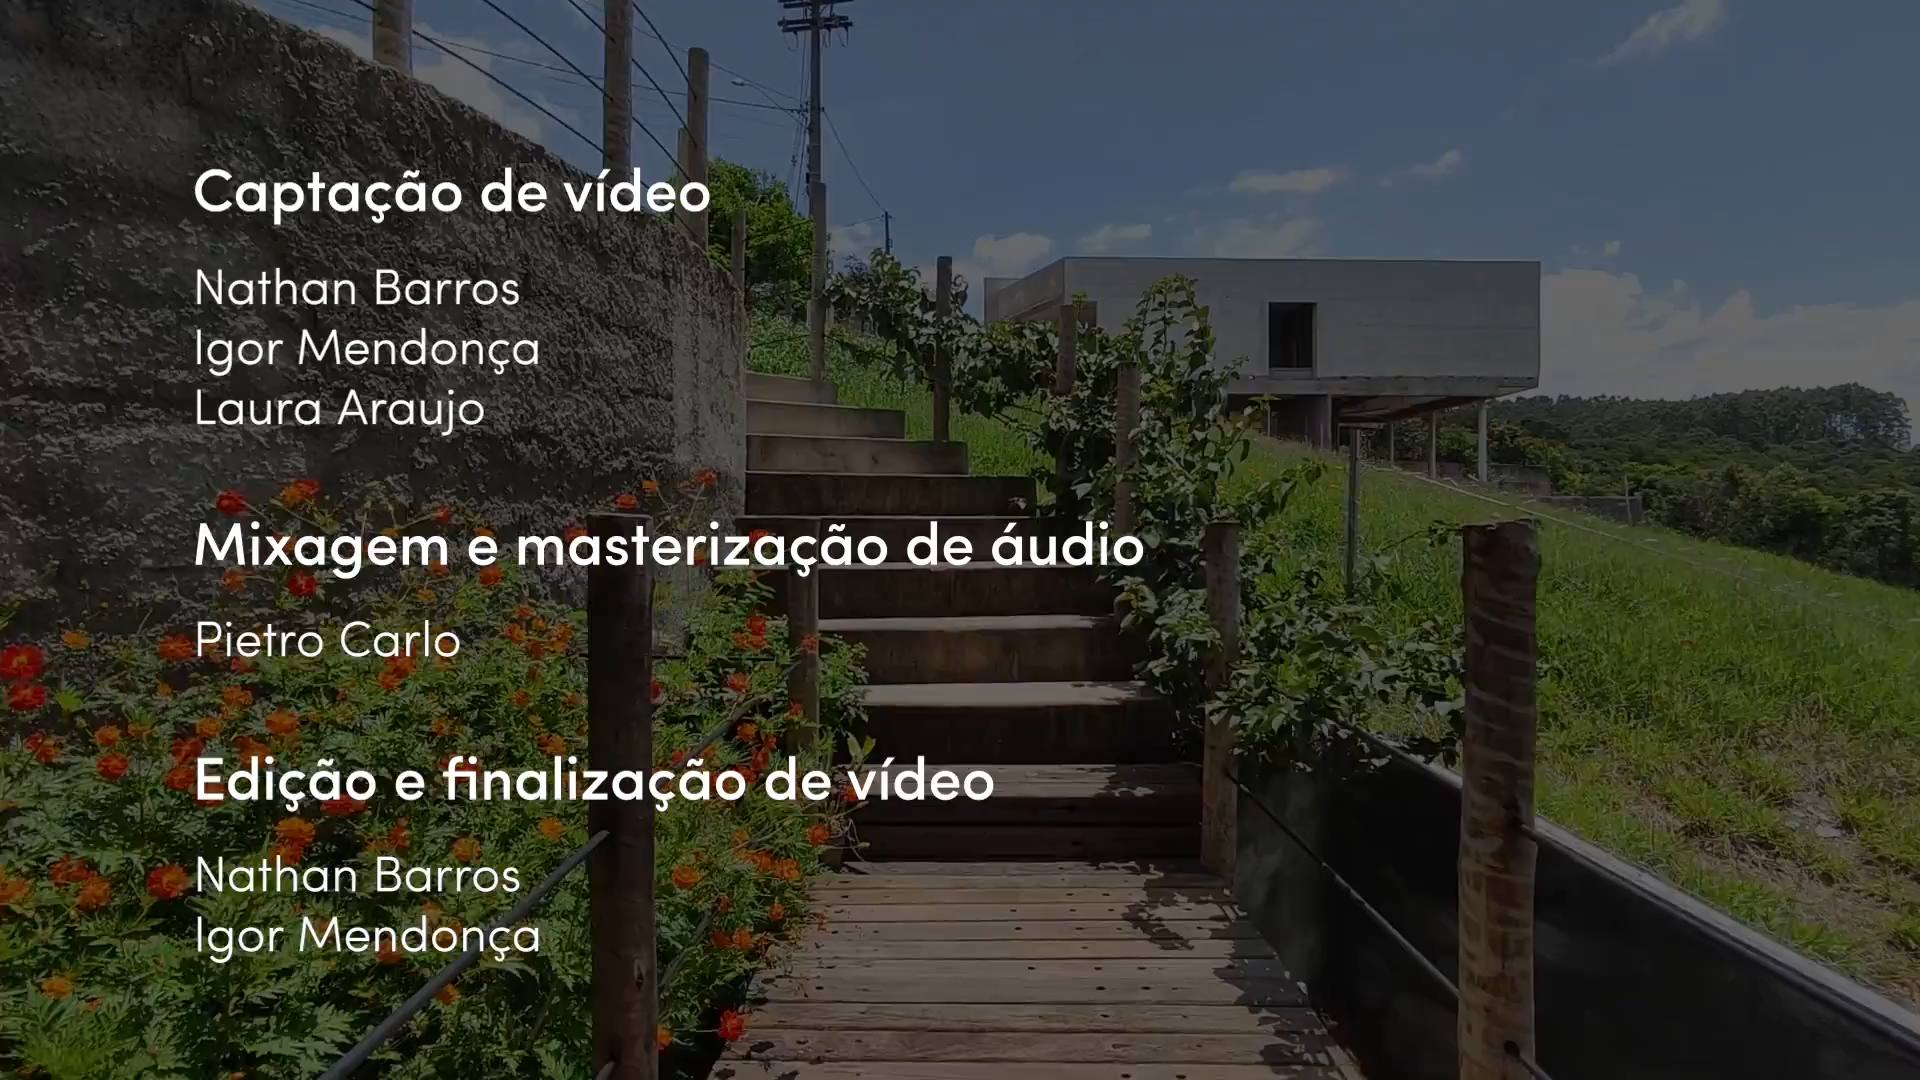 Captação de vídeo
Nathan Barros
Igor Mendonça
Laura Araujo
Mixagem e masterização de áudio
Pietro Carlo
Edição e finalização de vídeo
Nathan Barros
Igor Mendonça